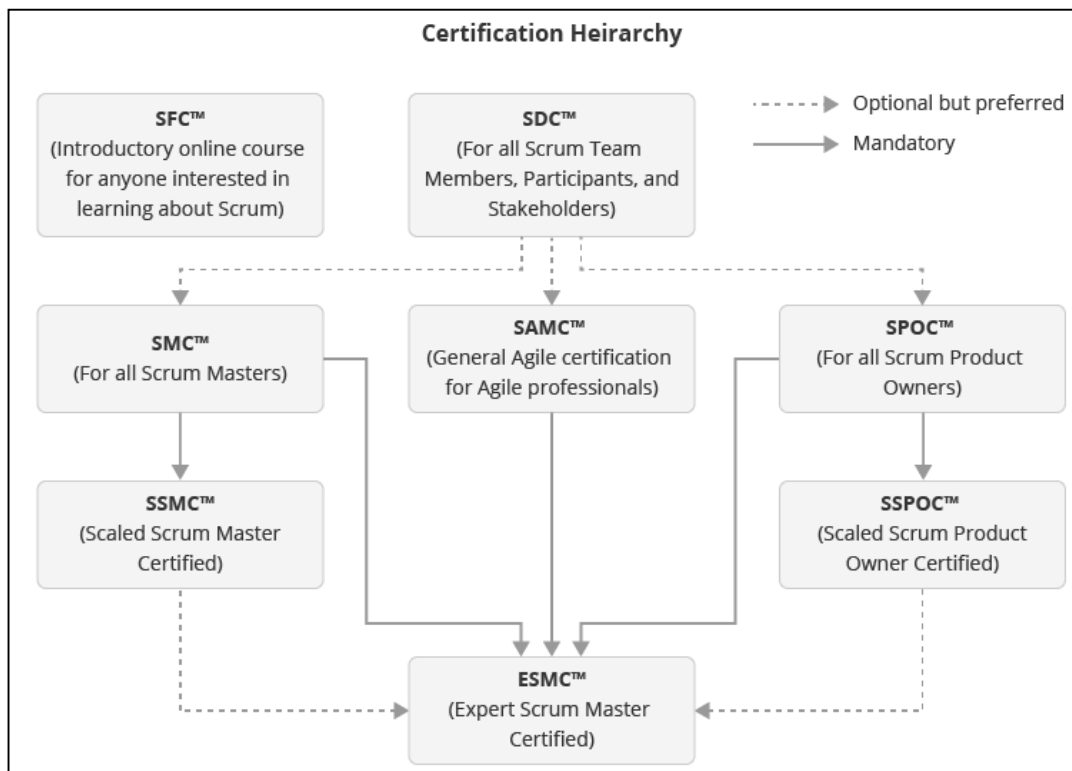 Certification Heirarchy
SFC™
(Introductory online course
for anyone interested in
learning about Scrum)
SDC™
(For all Scrum Team
Members, Participants, and
Stakeholders)
Optional but preferred
Mandatory
SMC™
(For all Scrum Masters)
SAMC™
(General Agile certification
for Agile professionals)
SPOC™
(For all Scrum Product
Owners)
SSMC™
(Scaled Scrum Master
Certified)
SSPOC™
(Scaled Scrum Product
Owner Certified)
ESMC™
(Expert Scrum Master
Certified)